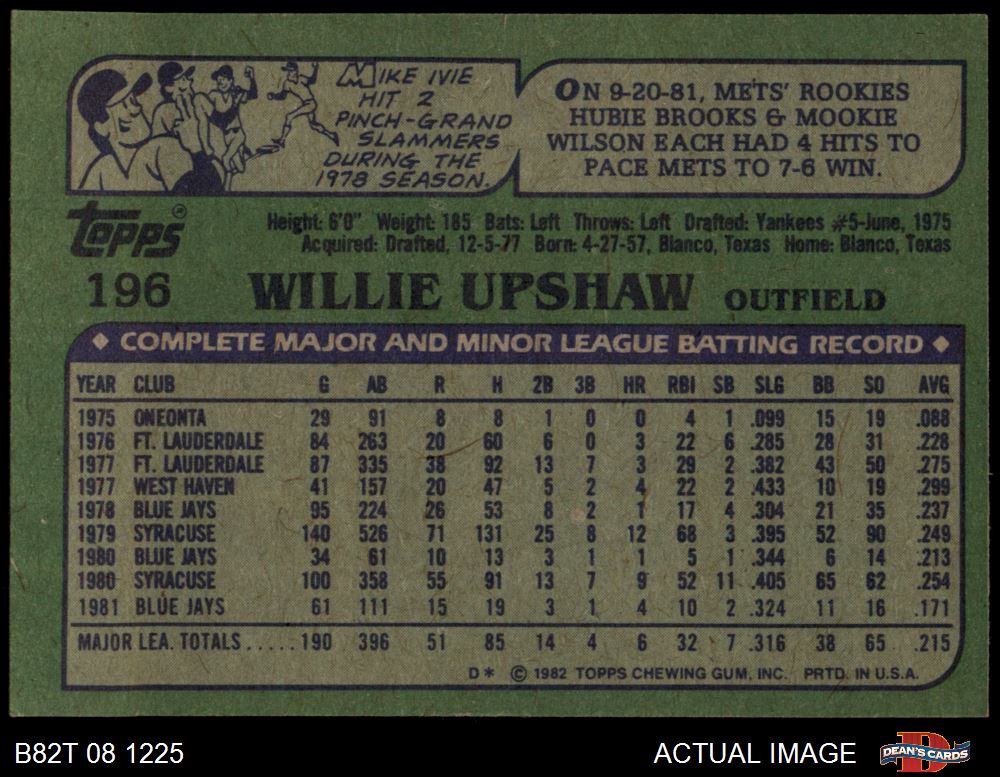 MIKE IVIE
HIT 2
PINCH-GRAND
SLAMMERS
DURING THE
1978 SEASON.
ON 9-20-81, METS' ROOKIES
HUBIE BROOKS & MOOKIE
WILSON EACH HAD 4 HITS TO
PACE METS TO 7-6 WIN.
Topps®
Height: 6'0" Weight: 185 Bats: Left Throws: Left Drafted: Yankees #5-June, 1975
Acquired: Drafted, 12-5-77 Born: 4-27-57, Blanco, Texas Home: Blanco, Texas
196 WILLIE UPSHAW OUTFIELD
◆ COMPLETE MAJOR AND MINOR LEAGUE BATTING RECORD ◆
YEAR CLUB G AB R H 2B 3B HR RBI SB SLG BB SO AVG
1975 ONEONTA 29 91 8 8 1 0 0 4 1 .099 15 19 .088
1976 FT. LAUDERDALE 84 263 20 60 6 0 3 22 6 .285 28 31 .228
1977 FT. LAUDERDALE 87 335 38 92 13 7 3 29 2 .382 43 50 .275
1977 WEST HAVEN 41 157 20 47 5 2 4 22 2 .433 10 19 .299
1978 BLUE JAYS 95 224 26 53 8 2 1 17 4 .304 21 35 .237
1979 SYRACUSE 140 526 71 131 25 8 12 68 3 .395 52 90 .249
1980 BLUE JAYS 34 61 10 13 3 1 1 5 1 .344 6 14 .213
1980 SYRACUSE 100 358 55 91 13 7 9 52 11 .405 65 62 .254
1981 BLUE JAYS 61 111 15 19 3 1 4 10 2 .324 11 16 .171
MAJOR LEA. TOTALS ..... 190 396 51 85 14 4 6 32 7 .316 38 65 .215
D* © 1982 TOPPS CHEWING GUM, INC. PRTD. IN U.S.A.
B82T 08 1225 ACTUAL IMAGE DEAN'S CARDS